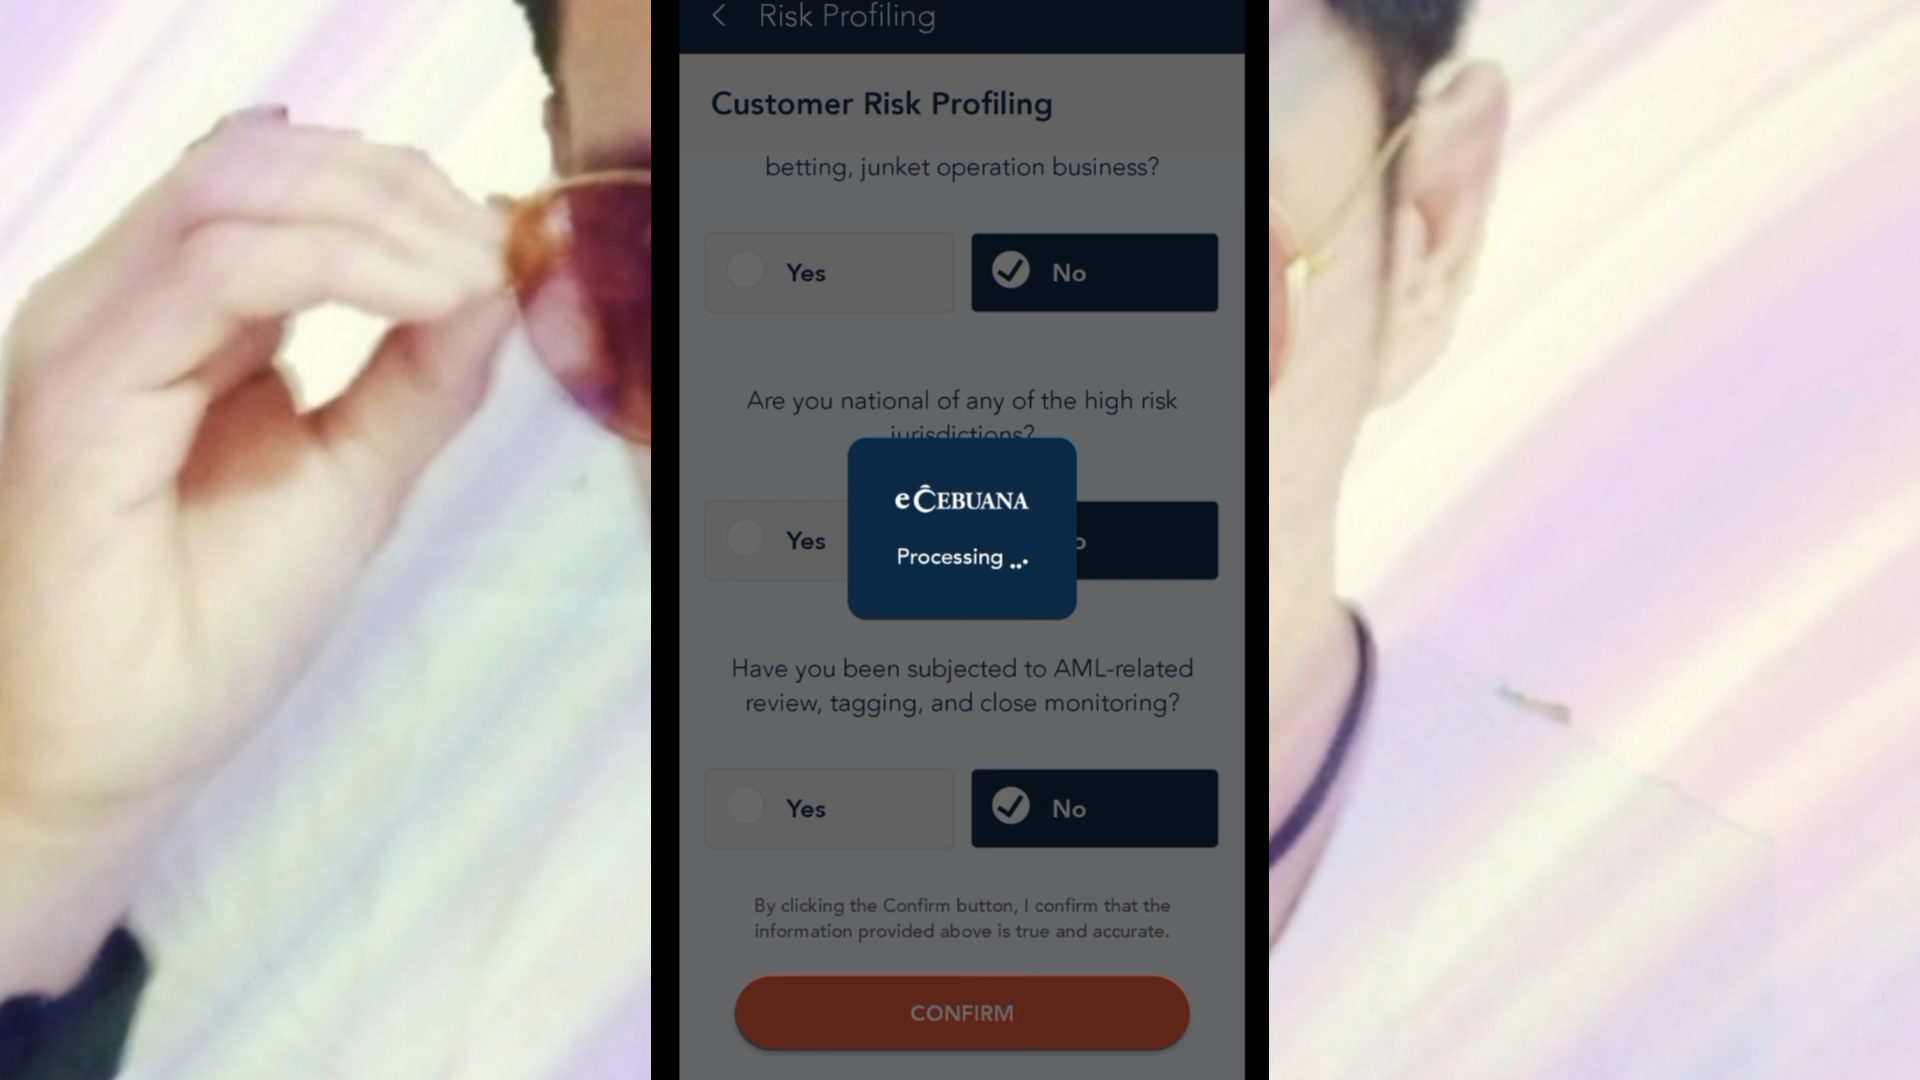 Risk Profiling
Customer Risk Profiling
betting, junket operation business?
Yes
No
Are you national of any of the high risk
jurisdictions?
Yes
eCEBUANA
Processing ...
Have you been subjected to AML-related
review, tagging, and close monitoring?
Yes
No
By clicking the Confirm button, I confirm that the
information provided above is true and accurate.
CONFIRM